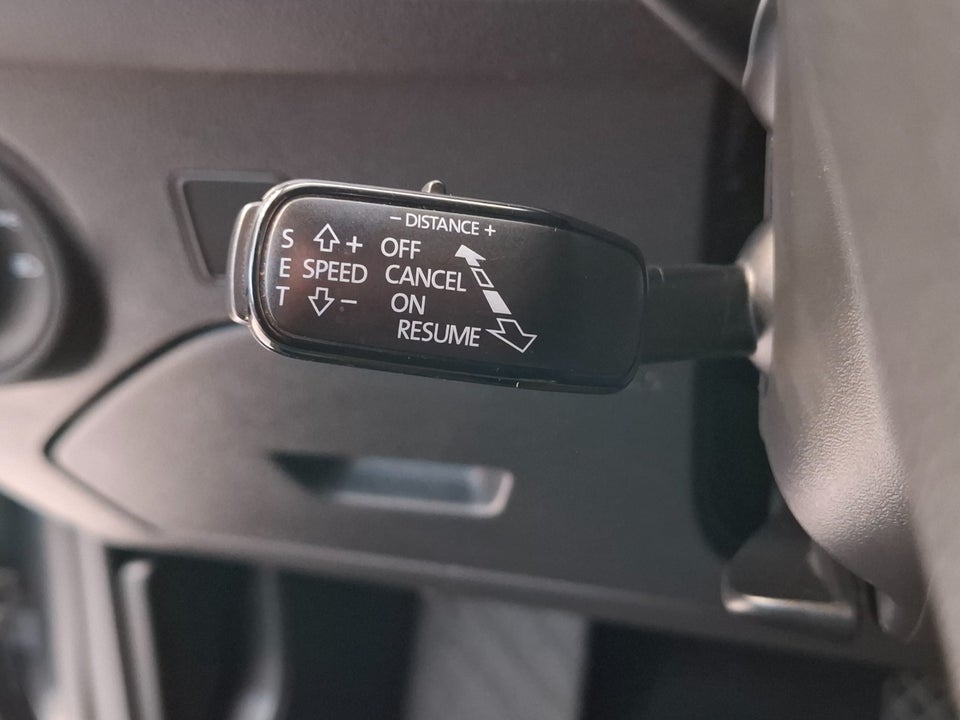 – DISTANCE +
S
E
T
+
SPEED
–
OFF
CANCEL
ON
RESUME